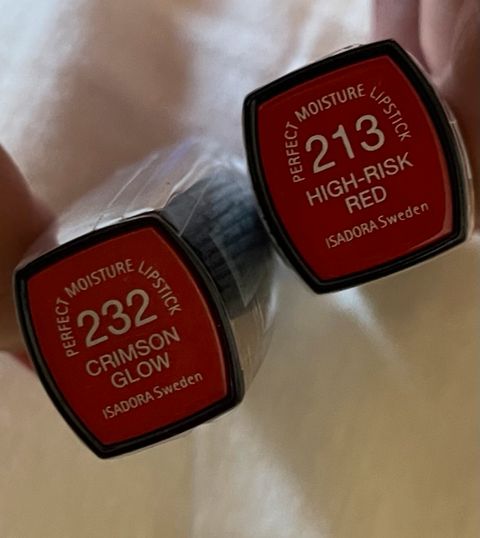 PERFECT MOISTURE LIPSTICK
213
HIGH-RISK
RED
ISADORA Sweden
PERFECT MOISTURE LIPSTICK
232
CRIMSON
GLOW
ISADORA Sweden